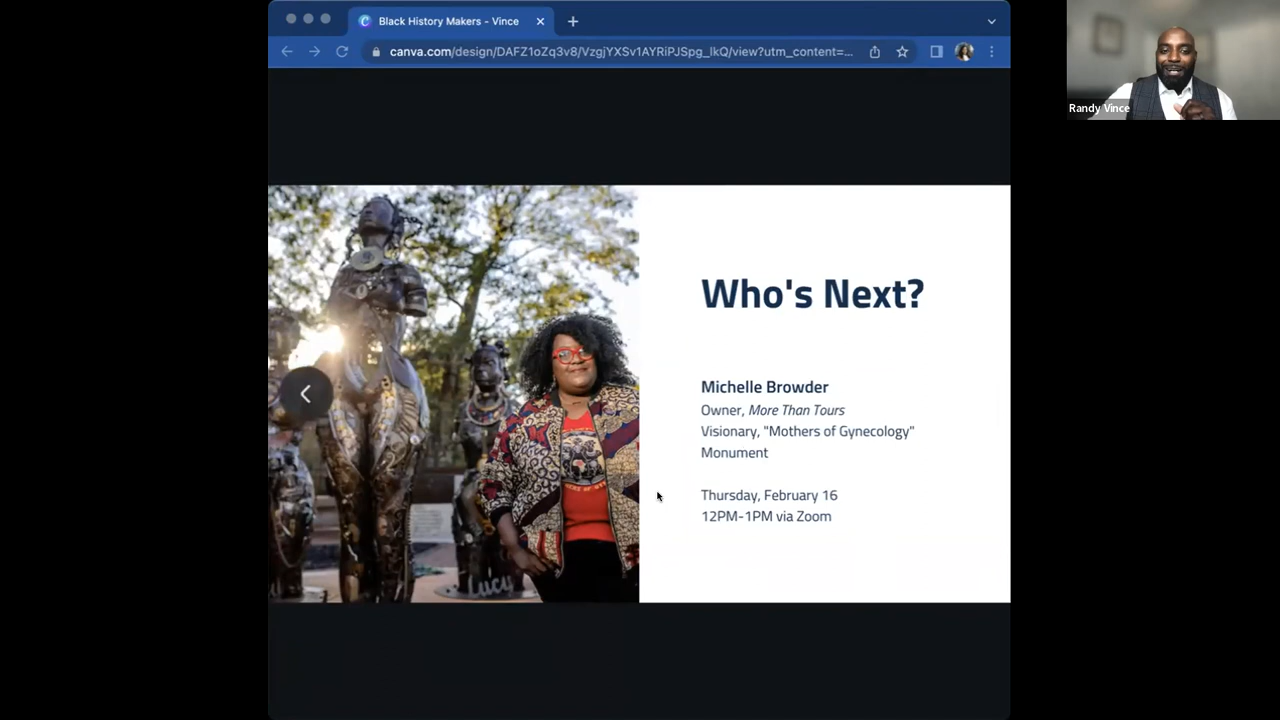 Black History Makers - Vince
canva.com/design/DAFZ1oZq3v8/VzgjYXSv1AYRiPJSpg_lkQ/view?utm_content=...
Randy Vince
Who's Next?
Michelle Browder
Owner, More Than Tours
Visionary, "Mothers of Gynecology"
Monument
Thursday, February 16
12PM-1PM via Zoom
Lucy